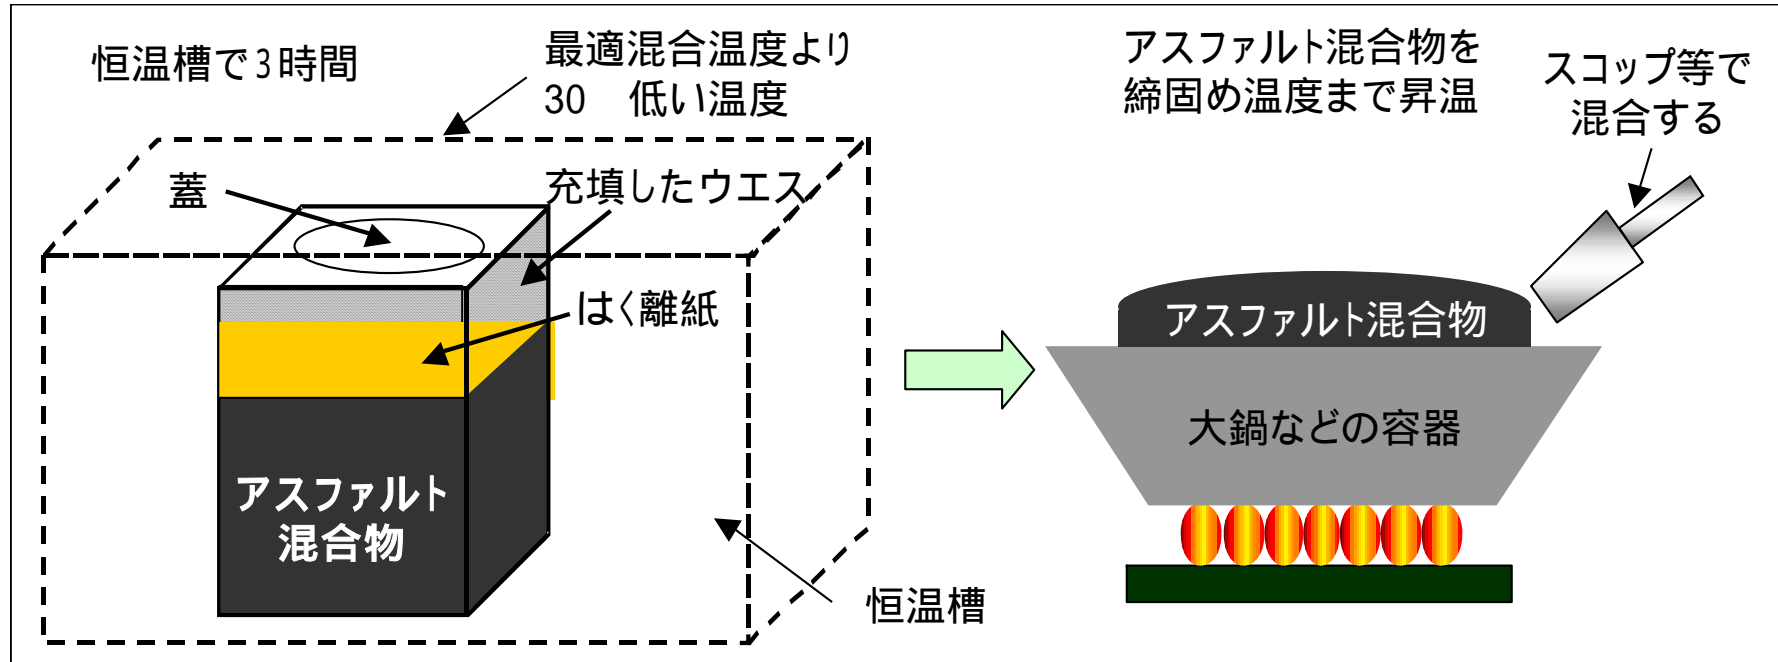 恒温槽で3時間
最適混合温度より
30　低い温度
蓋
充填したウエス
はく離紙
アスファルト
混合物
恒温槽
アスファルト混合物を
締固め温度まで昇温
スコップ等で
混合する
アスファルト混合物
大鍋などの容器